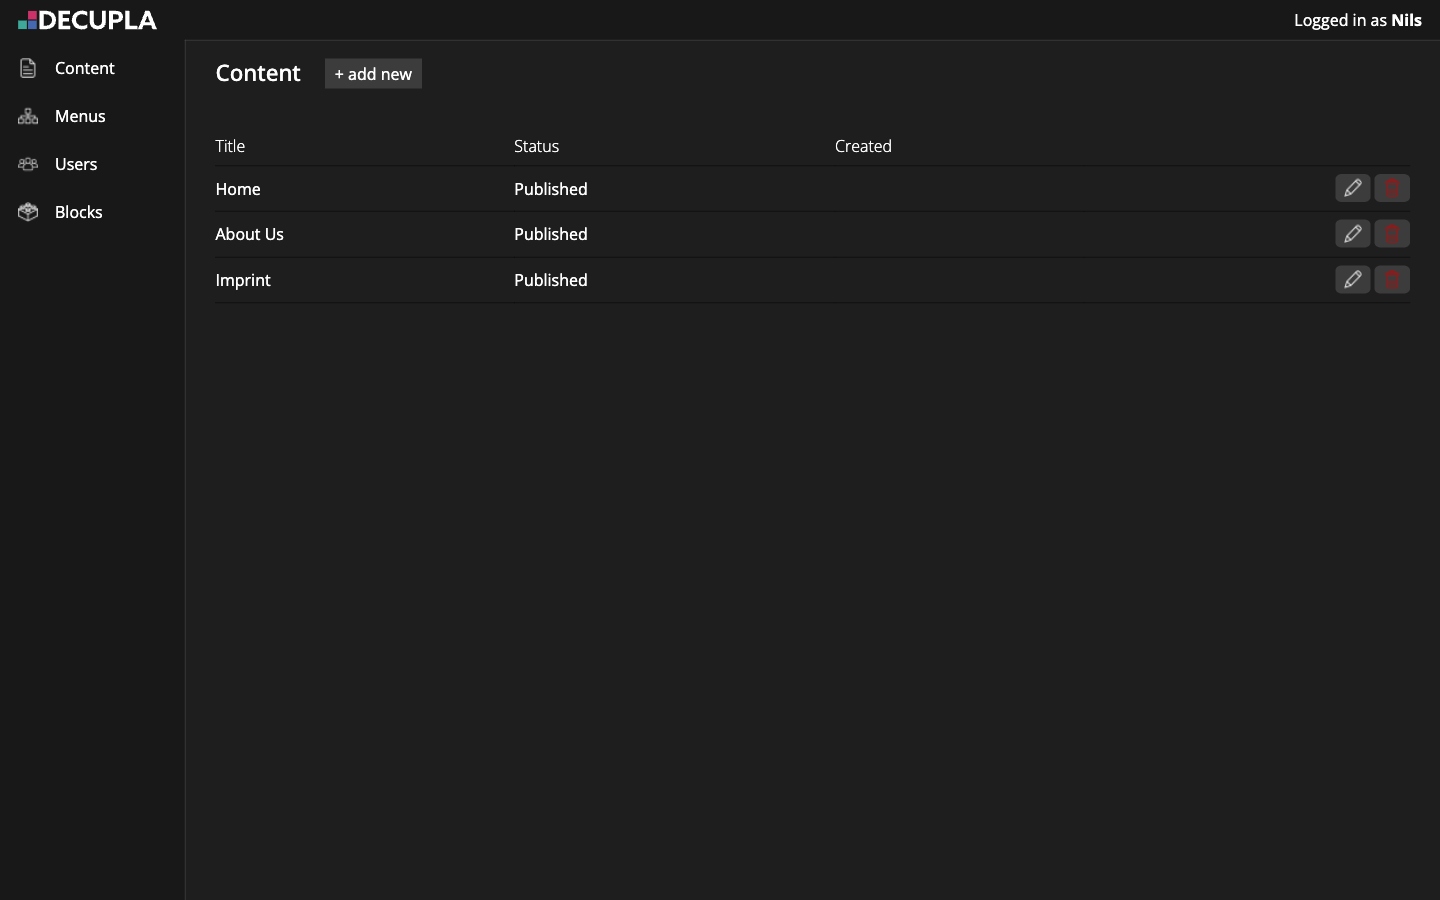 DECUPLA
Logged in as Nils
Content
Menus
Users
Blocks
Content
+ add new
Title Status Created
Home Published
About Us Published
Imprint Published